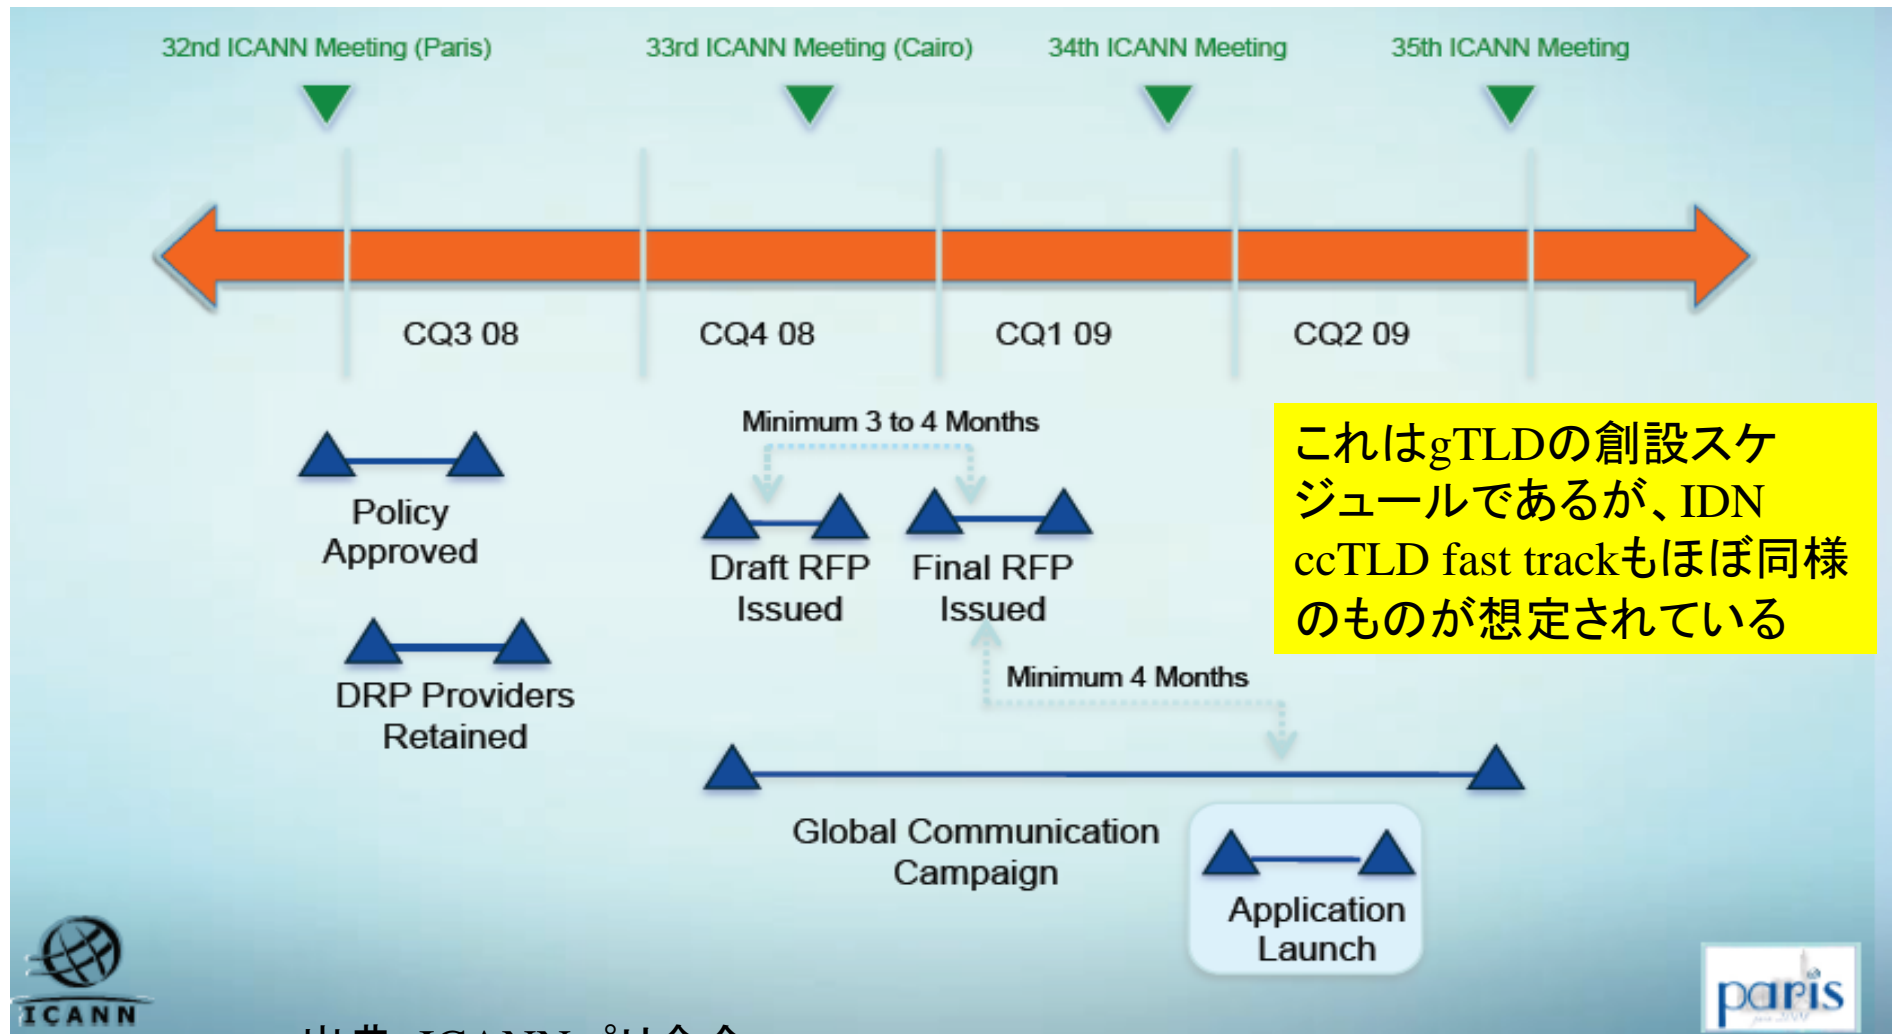 32nd ICANN Meeting (Paris)
33rd ICANN Meeting (Cairo)
34th ICANN Meeting
35th ICANN Meeting
CQ3 08
CQ4 08
CQ1 09
CQ2 09
Minimum 3 to 4 Months
これはgTLDの創設スケ
ジュールであるが、IDN
ccTLD fast trackもほぼ同様
のものが想定されている
Policy
Approved
Draft RFP
Issued
Final RFP
Issued
DRP Providers
Retained
Minimum 4 Months
Global Communication
Campaign
Application
Launch
ICANN
paris